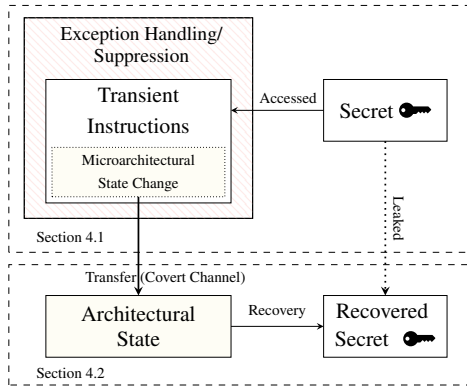 Exception Handling/
Suppression
Transient
Instructions
Microarchitectural
State Change
Accessed
Secret
Leaked
Section 4.1
Transfer (Covert Channel)
Architectural
State
Recovery
Recovered
Secret
Section 4.2